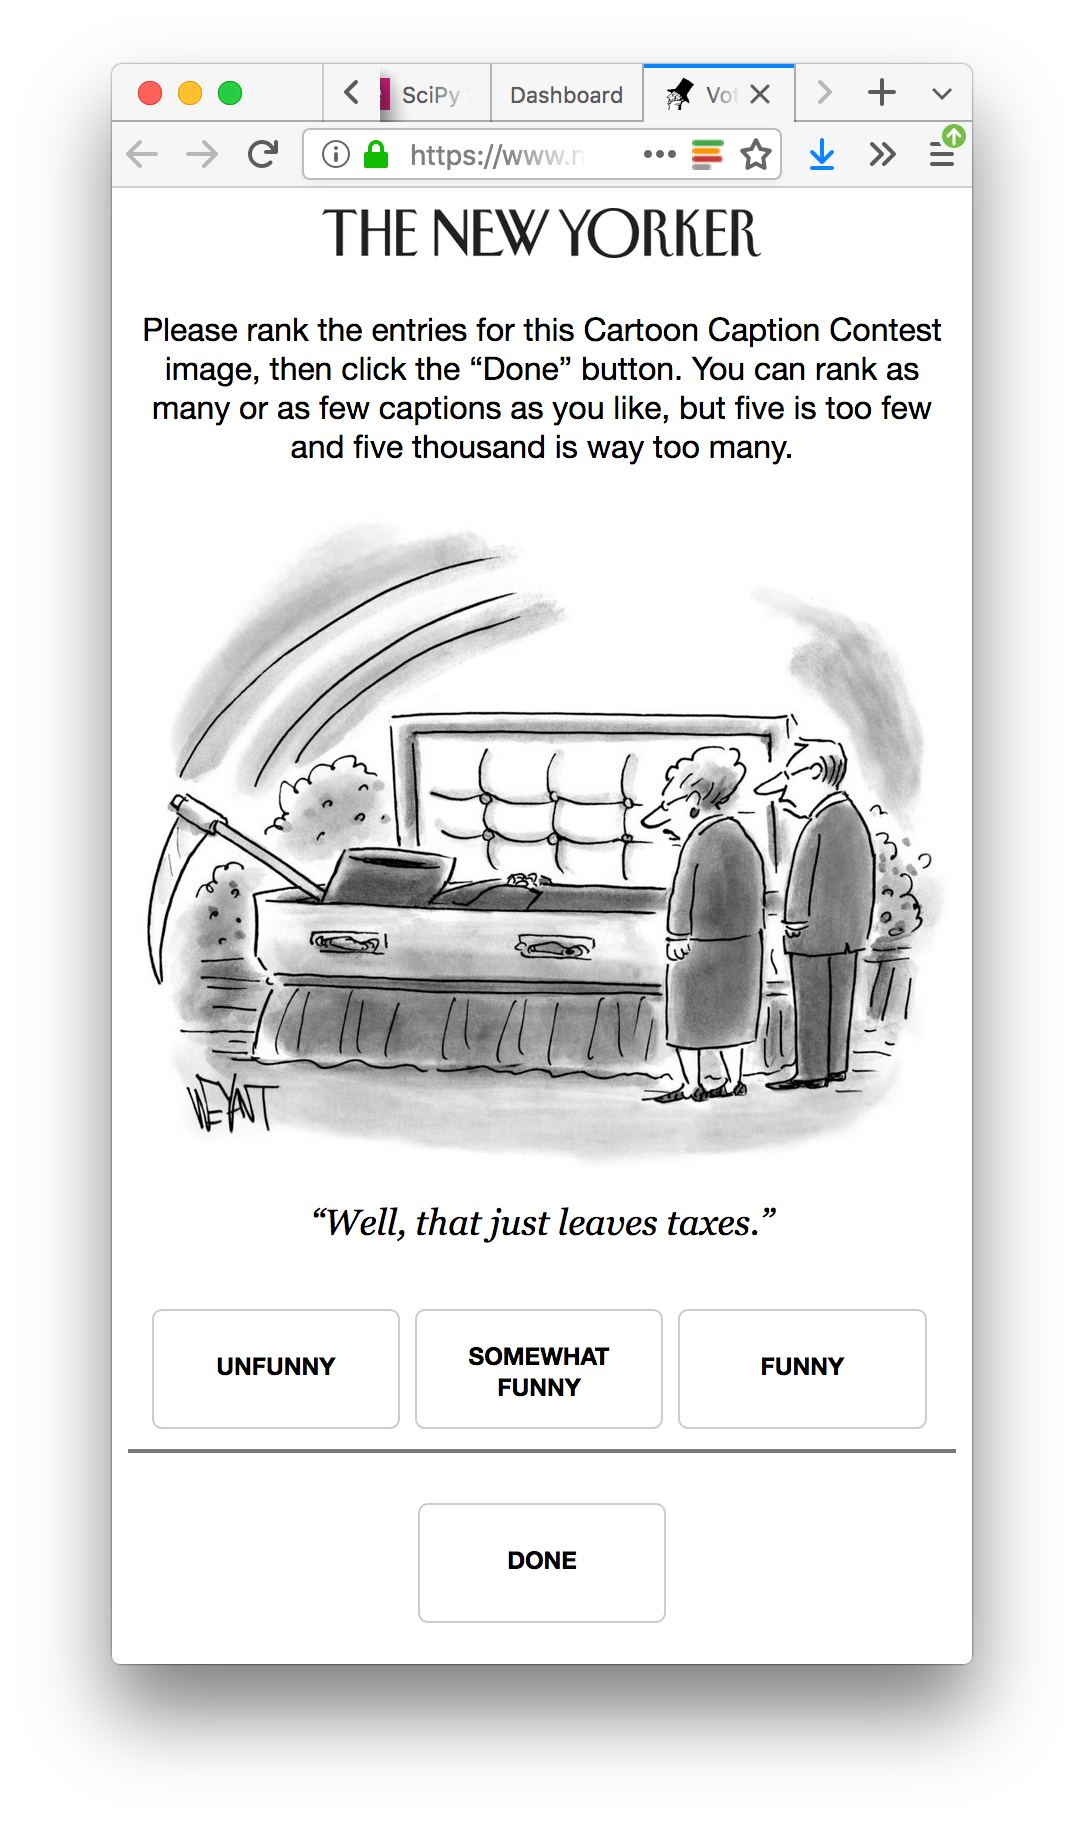 SciPy
Dashboard
Vot
https://www.n
THE NEW YORKER
Please rank the entries for this Cartoon Caption Contest
image, then click the “Done” button. You can rank as
many or as few captions as you like, but five is too few
and five thousand is way too many.
WEYANT
“Well, that just leaves taxes.”
UNFUNNY
SOMEWHAT
FUNNY
FUNNY
DONE